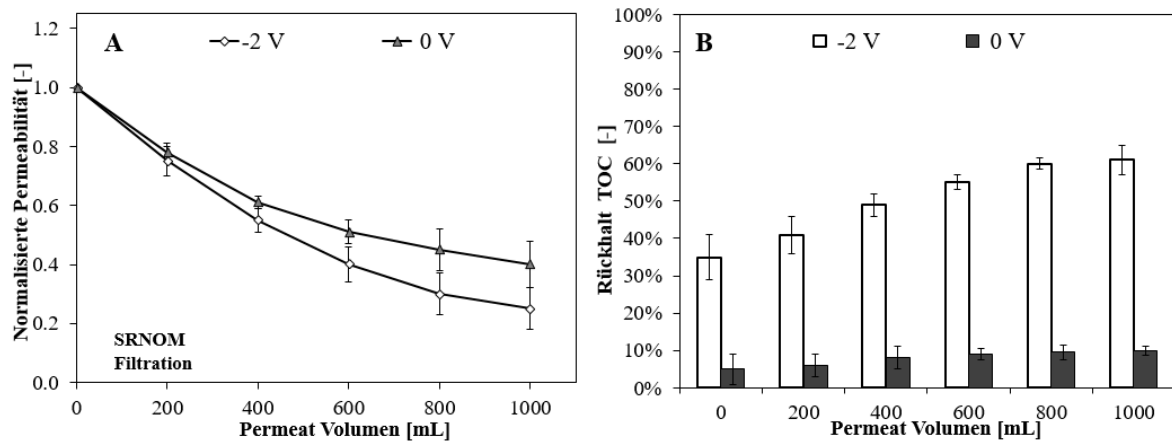 A
-2 V
0 V
Normalisierte Permeabilität [-]
1.0
0.8
0.6
0.4
0.2
0.0
SRNOM
Filtration
0 200 400 600 800 1000
Permeat Volumen [mL]
B
-2 V
0 V
Rückhalt TOC [-]
100%
90%
80%
70%
60%
50%
40%
30%
20%
10%
0%
0 200 400 600 800 1000
Permeat Volumen [mL]